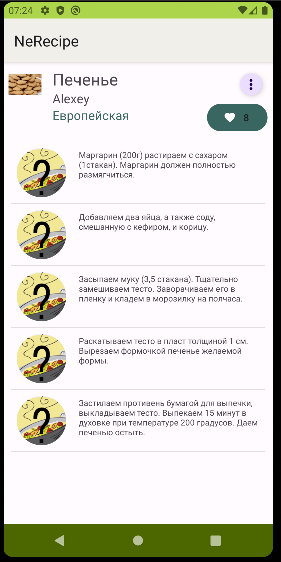 07:24
NeRecipe
Печенье
Alexey
Европейская
8
Маргарин (200г) растираем с сахаром
(1стакан). Маргарин должен полностью
размягчиться.
Добавляем два яйца, а также соду,
смешанную с кефиром, и корицу.
Засыпаем муку (3,5 стакана). Тщательно
замешиваем тесто. Заворачиваем его в
пленку и кладем в морозилку на полчаса.
Раскатываем тесто в пласт толщиной 1 см.
Вырезаем формочкой печенье желаемой
формы.
Застилаем противень бумагой для выпечки,
выкладываем тесто. Выпекаем 15 минут в
духовке при температуре 200 градусов. Даем
печенью остыть.